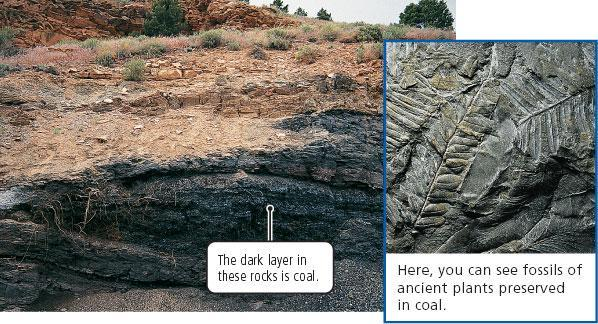 The dark layer in
these rocks is coal.
Here, you can see fossils of
ancient plants preserved
in coal.